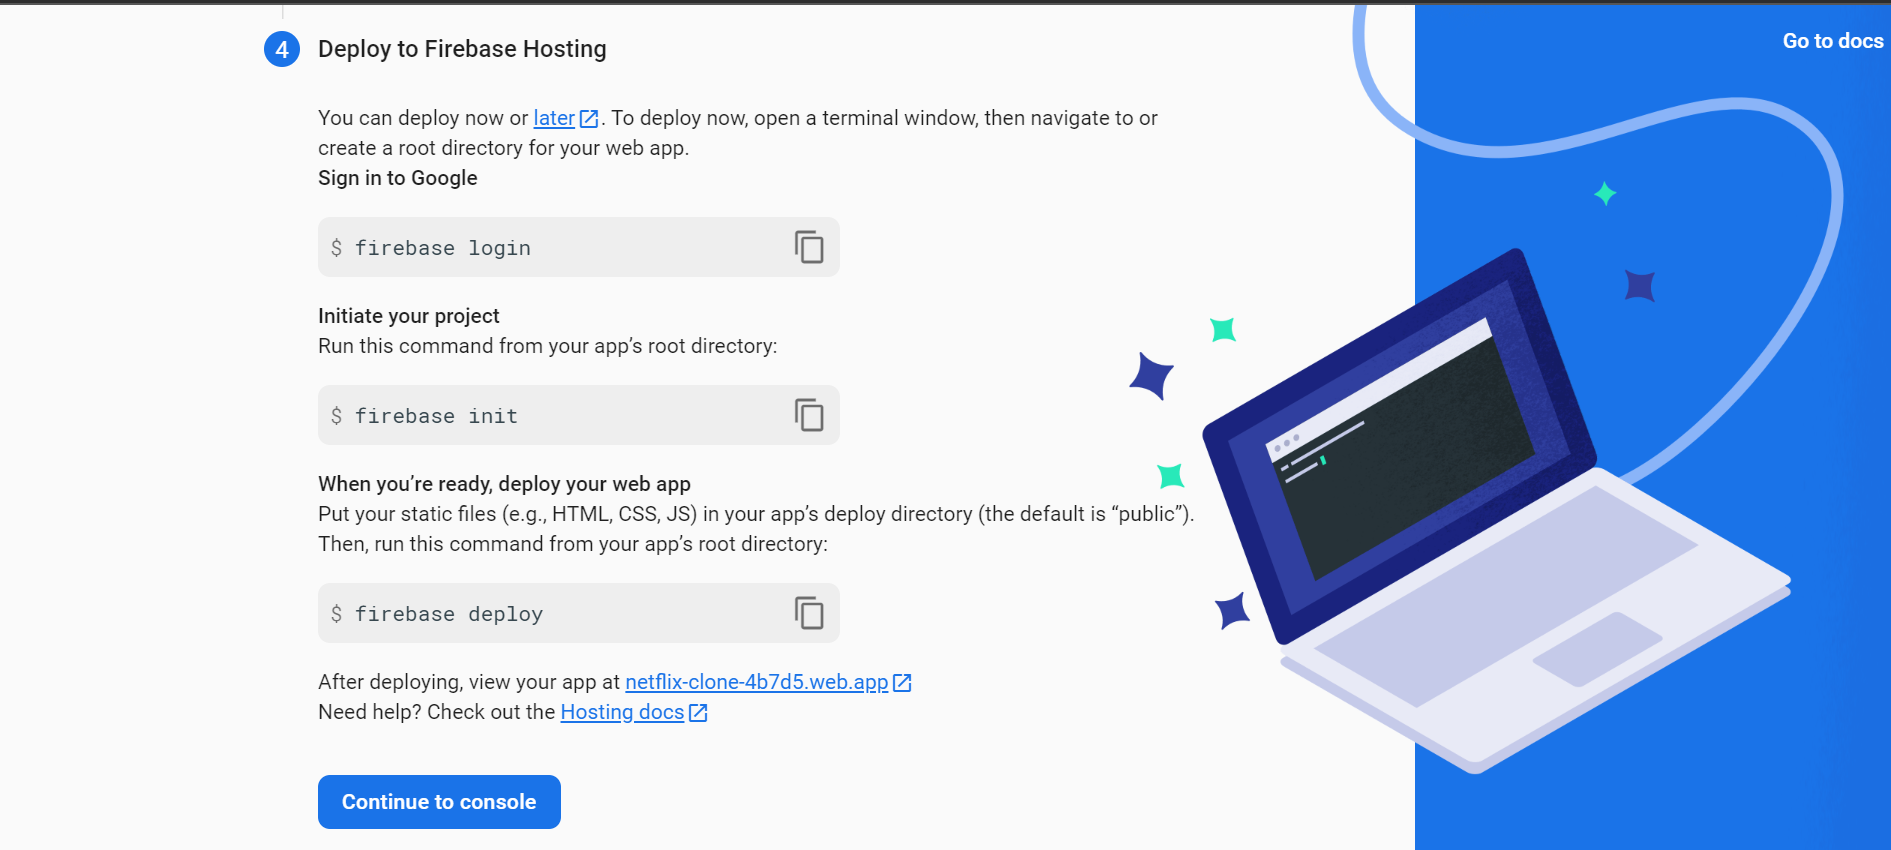 Go to docs
4 Deploy to Firebase Hosting
You can deploy now or later. To deploy now, open a terminal window, then navigate to or
create a root directory for your web app.
Sign in to Google
$ firebase login
Initiate your project
Run this command from your app’s root directory:
$ firebase init
When you’re ready, deploy your web app
Put your static files (e.g., HTML, CSS, JS) in your app’s deploy directory (the default is “public”).
Then, run this command from your app’s root directory:
$ firebase deploy
After deploying, view your app at netflix-clone-4b7d5.web.app
Need help? Check out the Hosting docs
Continue to console